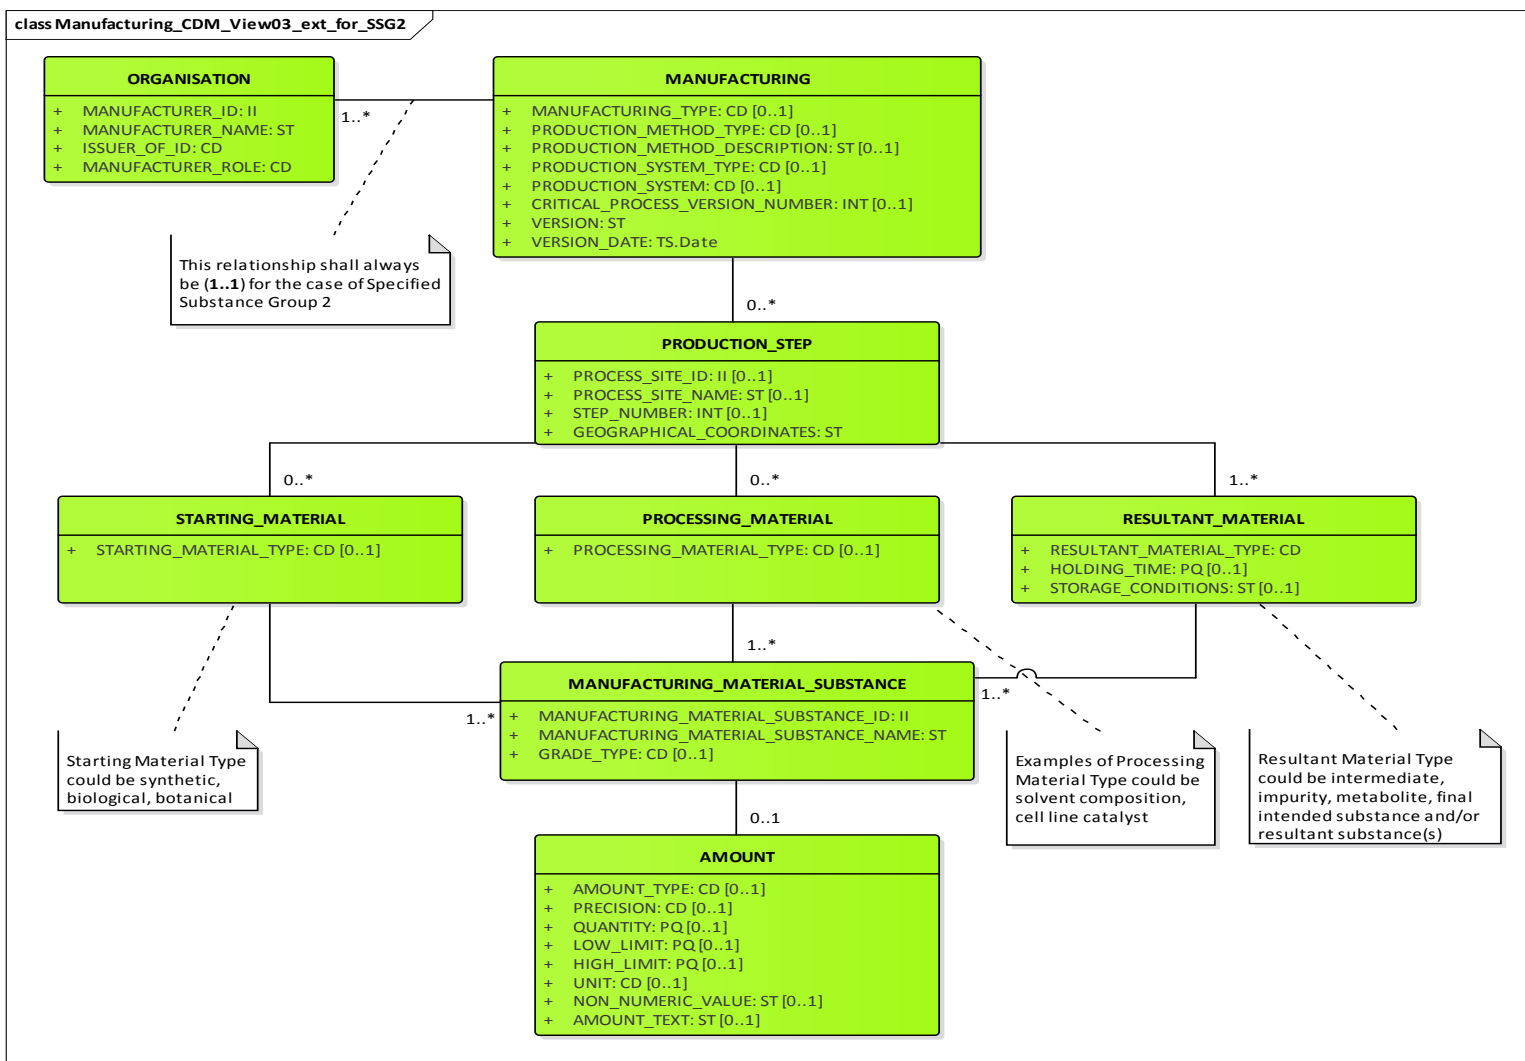 class Manufacturing_CDM_View03_ext_for_SSG2
ORGANISATION
+ MANUFACTURER_ID: II
+ MANUFACTURER_NAME: ST
+ ISSUER_OF_ID: CD
+ MANUFACTURER_ROLE: CD
1..*
MANUFACTURING
+ MANUFACTURING_TYPE: CD [0..1]
+ PRODUCTION_METHOD_TYPE: CD [0..1]
+ PRODUCTION_METHOD_DESCRIPTION: ST [0..1]
+ PRODUCTION_SYSTEM_TYPE: CD [0..1]
+ PRODUCTION_SYSTEM: CD [0..1]
+ CRITICAL_PROCESS_VERSION_NUMBER: INT [0..1]
+ VERSION: ST
+ VERSION_DATE: TS.Date
This relationship shall always
be (1..1) for the case of Specified
Substance Group 2
0..*
PRODUCTION_STEP
+ PROCESS_SITE_ID: II [0..1]
+ PROCESS_SITE_NAME: ST [0..1]
+ STEP_NUMBER: INT [0..1]
+ GEOGRAPHICAL_COORDINATES: ST
0..*
0..*
1..*
STARTING_MATERIAL
+ STARTING_MATERIAL_TYPE: CD [0..1]
PROCESSING_MATERIAL
+ PROCESSING_MATERIAL_TYPE: CD [0..1]
RESULTANT_MATERIAL
+ RESULTANT_MATERIAL_TYPE: CD
+ HOLDING_TIME: PQ [0..1]
+ STORAGE_CONDITIONS: ST [0..1]
1..*
1..*
1..*
MANUFACTURING_MATERIAL_SUBSTANCE
+ MANUFACTURING_MATERIAL_SUBSTANCE_ID: II
+ MANUFACTURING_MATERIAL_SUBSTANCE_NAME: ST
+ GRADE_TYPE: CD [0..1]
Starting Material Type
could be synthetic,
biological, botanical
Examples of Processing
Material Type could be
solvent composition,
cell line catalyst
Resultant Material Type
could be intermediate,
impurity, metabolite, final
intended substance and/or
resultant substance(s)
0..1
AMOUNT
+ AMOUNT_TYPE: CD [0..1]
+ PRECISION: CD [0..1]
+ QUANTITY: PQ [0..1]
+ LOW_LIMIT: PQ [0..1]
+ HIGH_LIMIT: PQ [0..1]
+ UNIT: CD [0..1]
+ NON_NUMERIC_VALUE: ST [0..1]
+ AMOUNT_TEXT: ST [0..1]